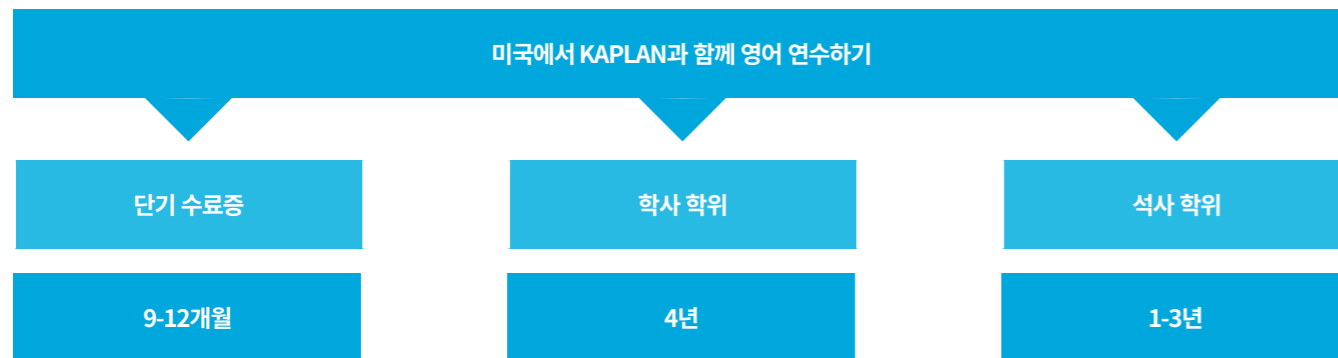 미국에서 KAPLAN과 함께 영어 연수하기
단기 수료증
학사 학위
석사 학위
9-12개월
4년
1-3년